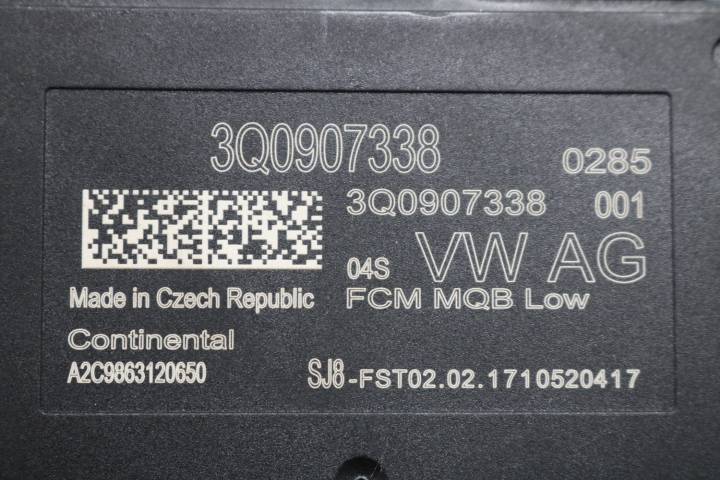 3Q0907338 0285
3Q0907338 001
04S VW AG
Made in Czech Republic FCM MQB Low
Continental
A2C9863120650 SJ8-FST02.02.1710520417